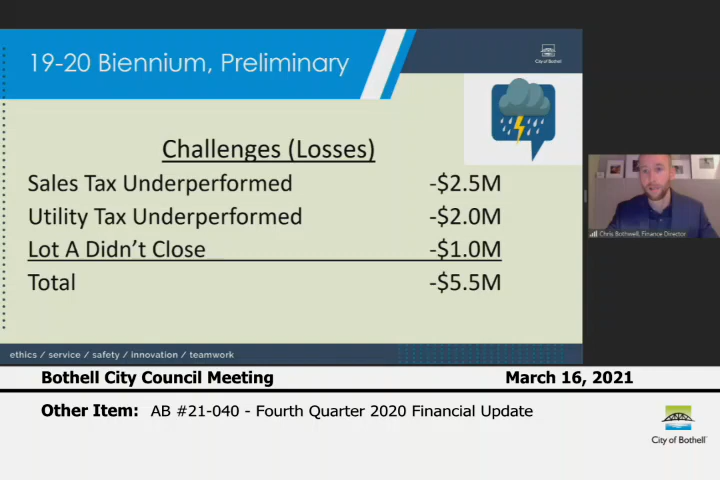 19-20 Biennium, Preliminary
City of Bothell
Challenges (Losses)
Sales Tax Underperformed -$2.5M
Utility Tax Underperformed -$2.0M
Lot A Didn't Close -$1.0M
Total -$5.5M
Chris Bothwell, Finance Director
ethics / service / safety / innovation / teamwork
Bothell City Council Meeting March 16, 2021
Other Item: AB #21-040 - Fourth Quarter 2020 Financial Update
City of Bothell